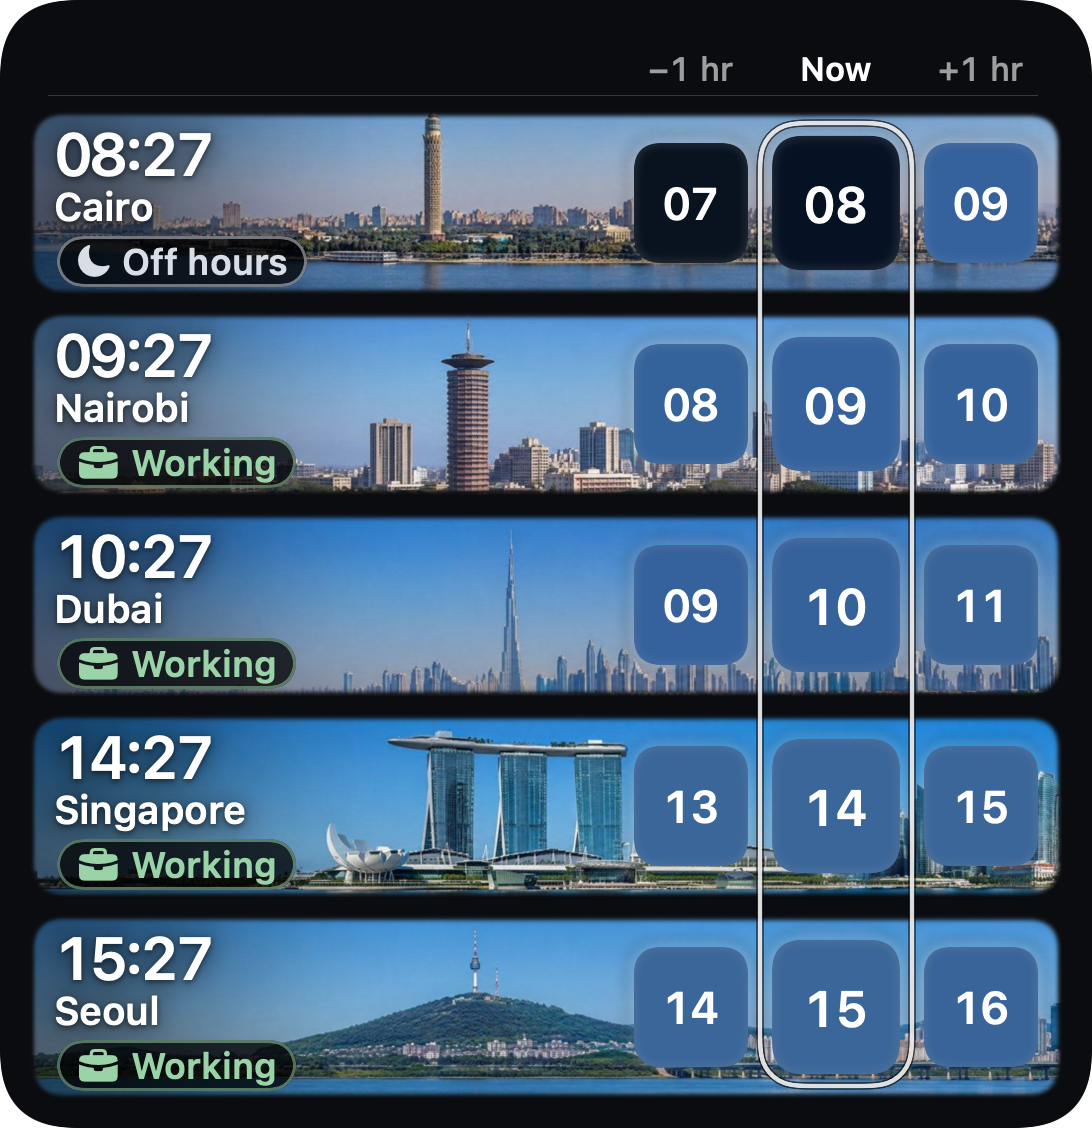 −1 hr Now +1 hr
08:27
Cairo
Off hours
07 08 09
09:27
Nairobi
Working
08 09 10
10:27
Dubai
Working
09 10 11
14:27
Singapore
Working
13 14 15
15:27
Seoul
Working
14 15 16